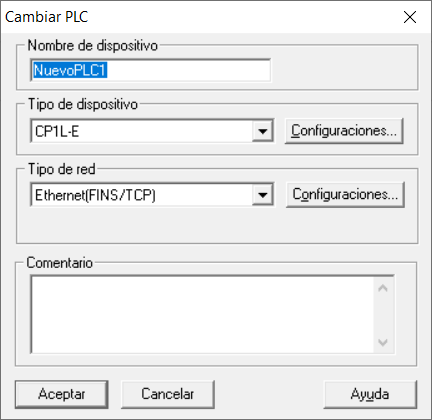 Cambiar PLC
Nombre de dispositivo
NuevoPLC1
Tipo de dispositivo
CP1L-E
Configuraciones...
Tipo de red
Ethernet(FINS/TCP)
Configuraciones...
Comentario
Aceptar
Cancelar
Ayuda